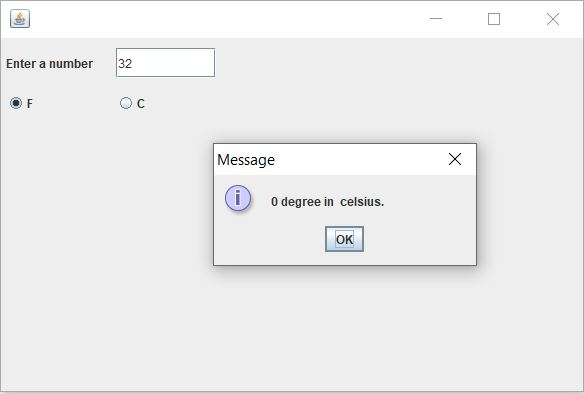 Enter a number 32
F C
Message
0 degree in  celsius.
OK